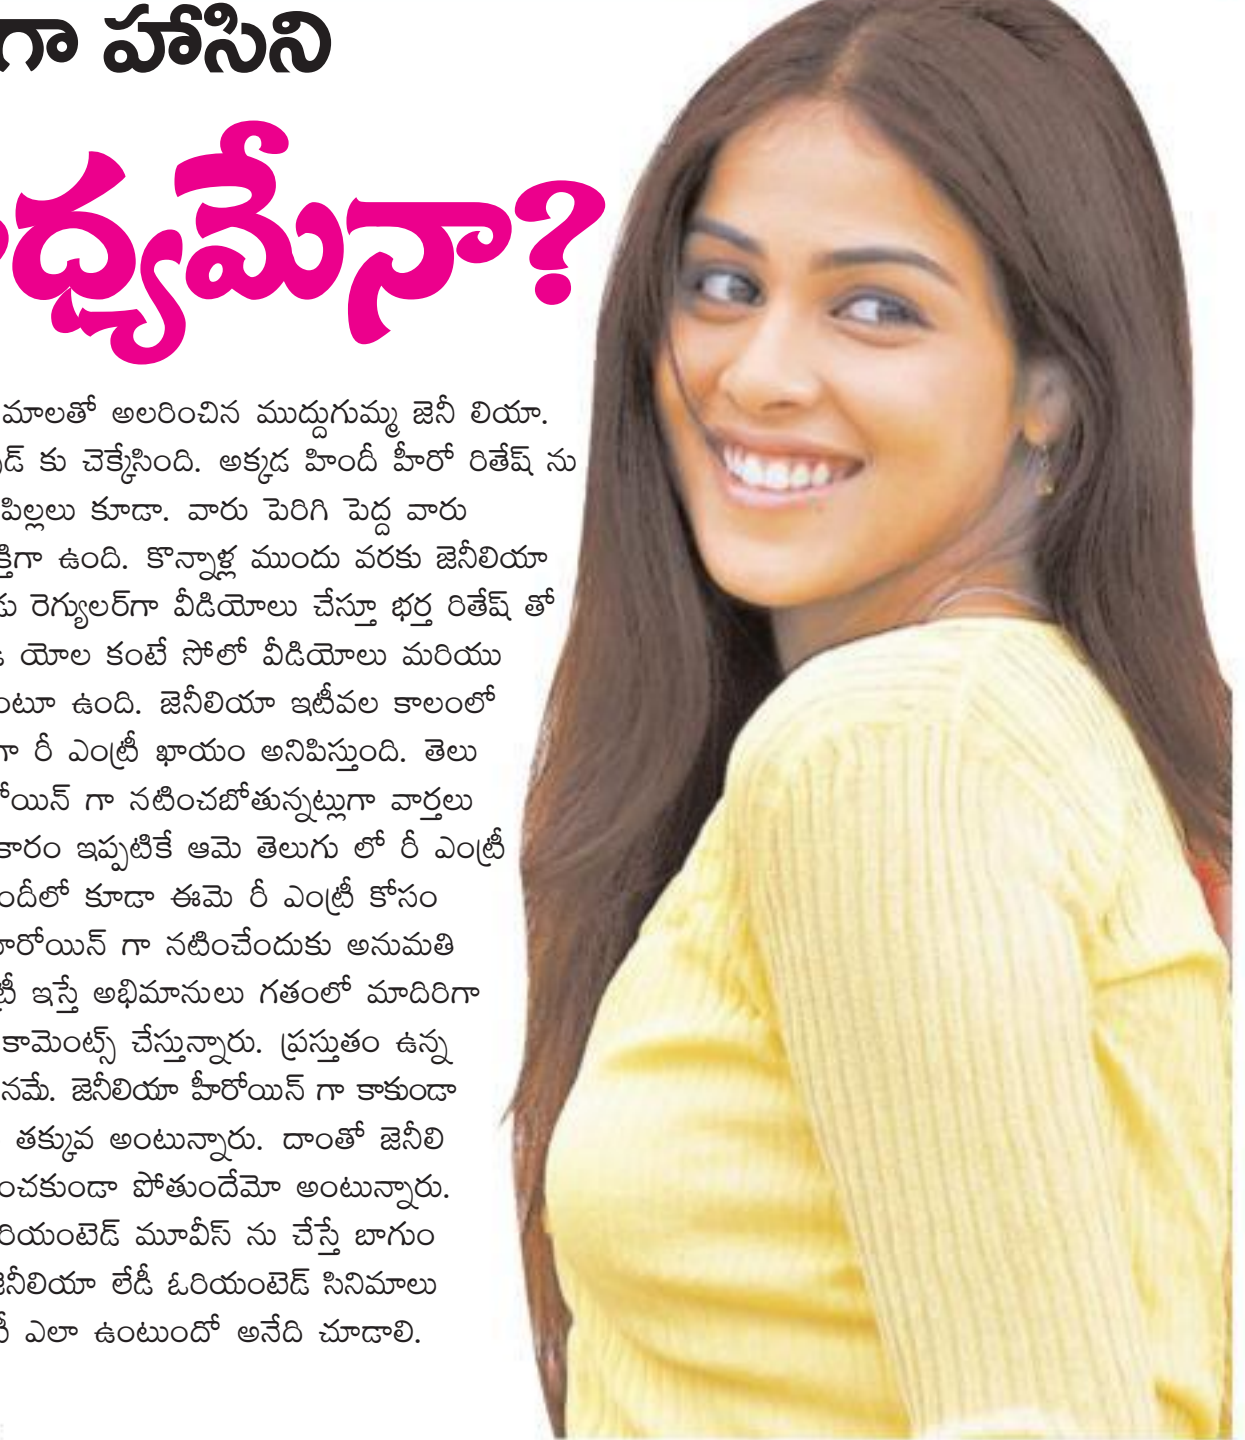 గా హాసిని
ధ్యమేనా?
మాలతో అలరించిన ముద్దుగుమ్మ జెనీ లియా.
డ్ కు చెక్కేసింది. అక్కడ హిందీ హీరో రితేష్ ను
పిల్లలు కూడా. వారు పెరిగి పెద్ద వారు
క్తిగా ఉంది. కొన్నాళ్ల ముందు వరకు జెనీలియా
డు రెగ్యులర్‌గా వీడియోలు చేస్తూ భర్త రితేష్ తో
యోల కంటే సోలో వీడియోలు మరియు
ంటూ ఉంది. జెనీలియా ఇటీవల కాలంలో
గా రీ ఎంట్రీ ఖాయం అనిపిస్తుంది. తెలు
రోయిన్ గా నటించబోతున్నట్లుగా వార్తలు
కారం ఇప్పటికే ఆమె తెలుగు లో రీ ఎంట్రీ
ందీలో కూడా ఈమె రీ ఎంట్రీ కోసం
హీరోయిన్ గా నటించేందుకు అనుమతి
ట్రీ ఇస్తే అభిమానులు గతంలో మాదిరిగా
కామెంట్స్ చేస్తున్నారు. ప్రస్తుతం ఉన్న
నమే. జెనీలియా హీరోయిన్ గా కాకుండా
తక్కువ అంటున్నారు. దాంతో జెనీలి
ంచకుండా పోతుందేమో అంటున్నారు.
రియంటెడ్ మూవీస్ ను చేస్తే బాగుం
జెనీలియా లేడీ ఓరియంటెడ్ సినిమాలు
ఎలా ఉంటుందో అనేది చూడాలి.